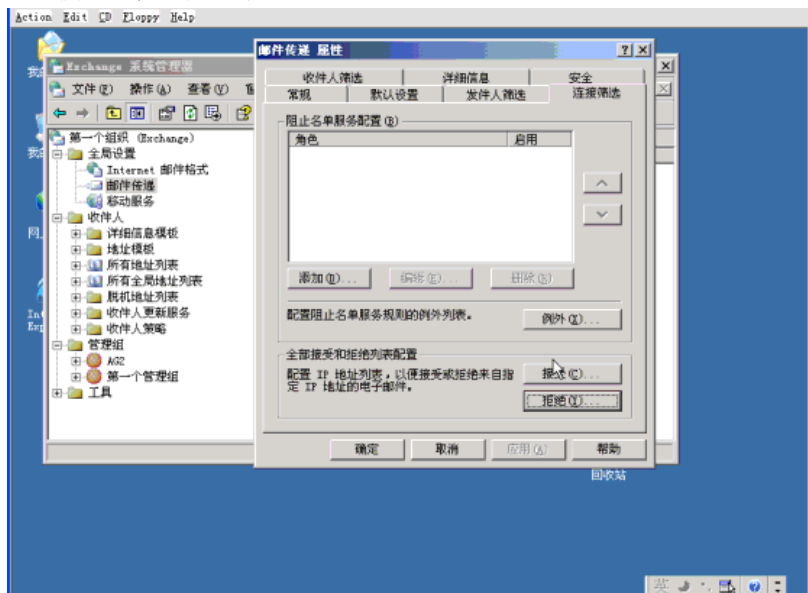 Action Edit CD Floppy Help
邮件传递 属性
Exchange 系统管理器
收件人筛选 详细信息 安全
常规 默认设置 发件人筛选 连接筛选
文件(F) 操作(A) 查看(V)
阻止名单服务配置(B)
角色 启用
第一个组织 (Exchange)
全局设置
Internet 邮件格式
邮件传递
移动服务
收件人
详细信息模板
地址模板
所有地址列表
所有全局地址列表
脱机地址列表
收件人更新服务
收件人策略
管理组
AG2
第一个管理组
工具
添加(D)... 编辑(E)... 删除(S)
配置阻止名单服务规则的例外列表。
例外(X)...
全部接受和拒绝列表配置
配置 IP 地址列表，以便接受或拒绝来自指
定 IP 地址的电子邮件。
(C)...
拒绝(Y)...
确定 取消 应用(A) 帮助
回收站
英